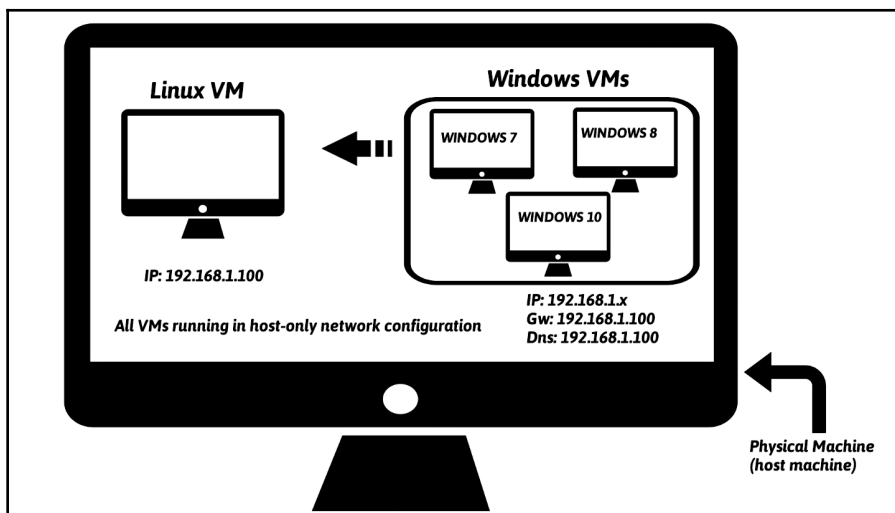 Linux VM
Windows VMs
WINDOWS 7
WINDOWS 8
WINDOWS 10
IP: 192.168.1.100
IP: 192.168.1.x
Gw: 192.168.1.100
Dns: 192.168.1.100
All VMs running in host-only network configuration
Physical Machine
(host machine)